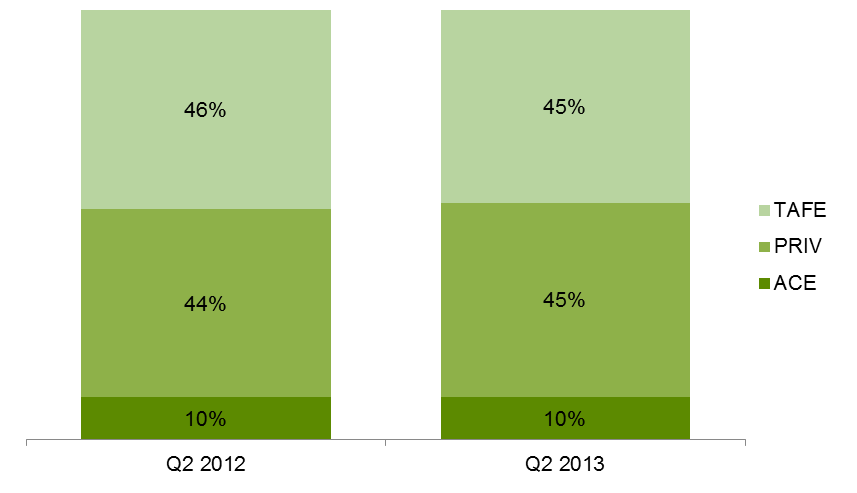 46%
45%
TAFE
PRIV
44%
45%
ACE
10%
10%
Q2 2012
Q2 2013